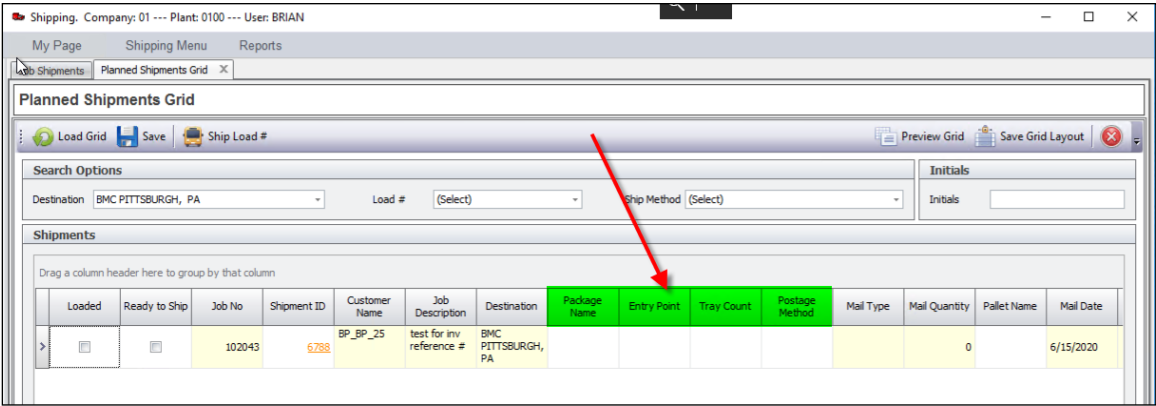 Shipping. Company: 01 --- Plant: 0100 --- User: BRIAN
My Page Shipping Menu Reports
Job Shipments Planned Shipments Grid X
Planned Shipments Grid
Load Grid Save Ship Load # Preview Grid Save Grid Layout
Search Options Initials
Destination BMC PITTSBURGH, PA Load # (Select) Ship Method (Select) Initials
Shipments
Drag a column header here to group by that column
Loaded Ready to Ship Job No Shipment ID Customer Name Job Description Destination Package Name Entry Point Tray Count Postage Method Mail Type Mail Quantity Pallet Name Mail Date
102043 6788 BP_BP_25 test for inv reference # BMC PITTSBURGH, PA 0 6/15/2020